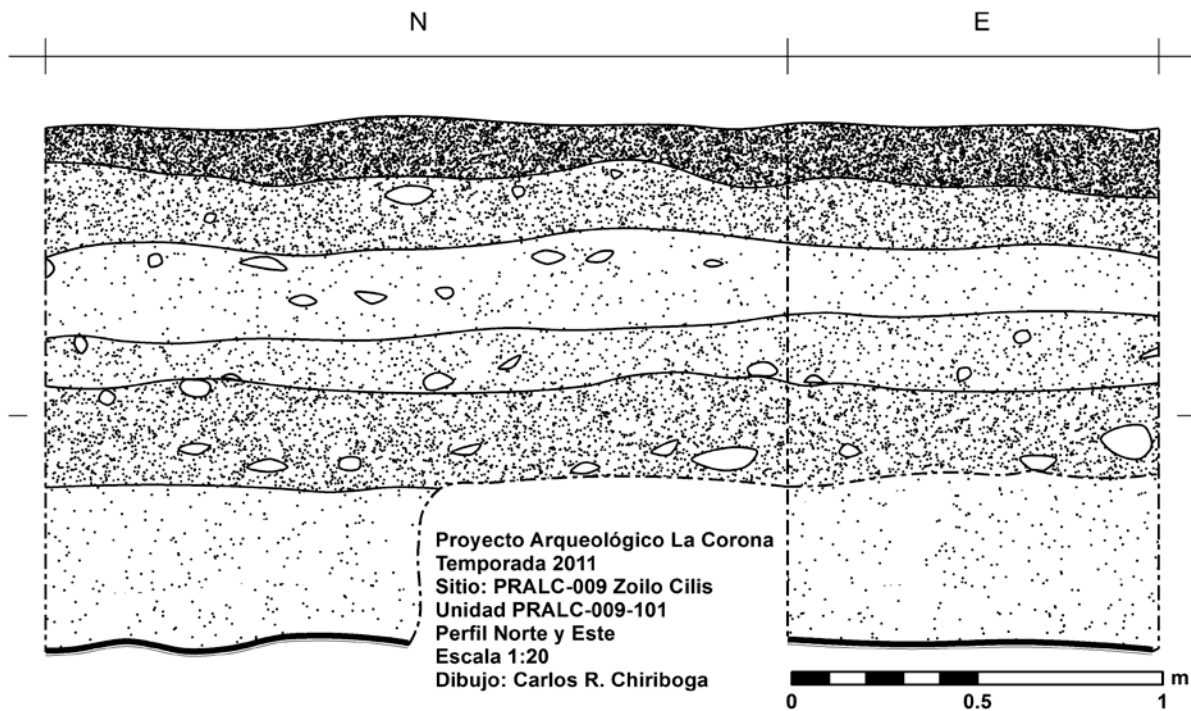 N E
Proyecto Arqueológico La Corona
Temporada 2011
Sitio: PRALC-009 Zoilo Cilis
Unidad PRALC-009-101
Perfil Norte y Este
Escala 1:20
Dibujo: Carlos R. Chiriboga
m
0 0.5 1